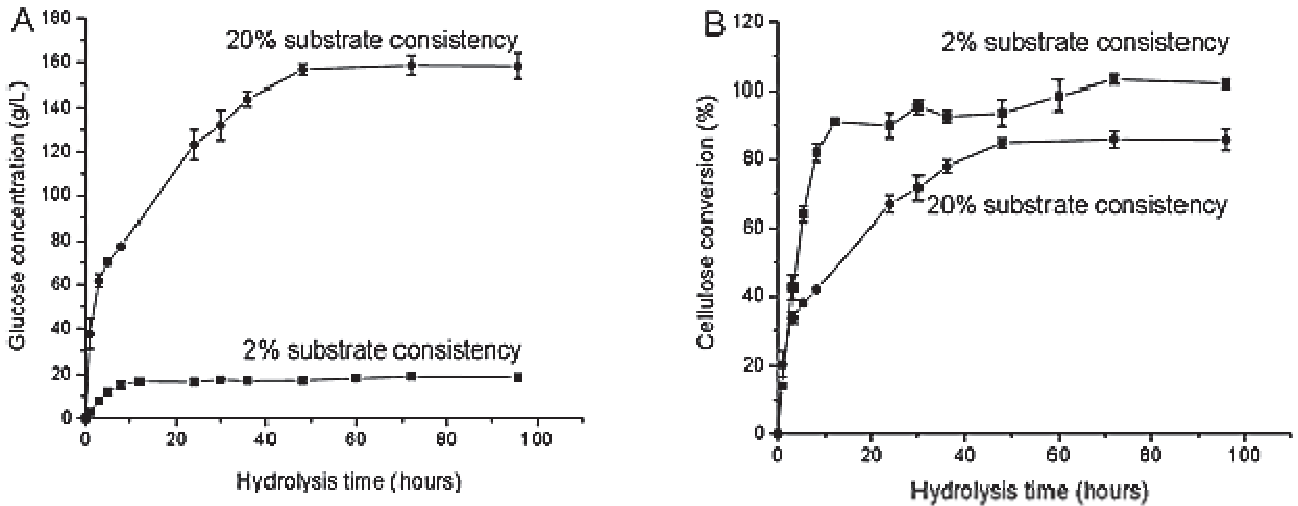 A
180
160
140
120
100
80
60
40
20
0
Glucose concentration (g/L)
20% substrate consistency
2% substrate consistency
0 20 40 60 80 100
Hydrolysis time (hours)
B
120
100
80
60
40
20
0
Cellulose conversion (%)
2% substrate consistency
20% substrate consistency
0 20 40 60 80 100
Hydrolysis time (hours)